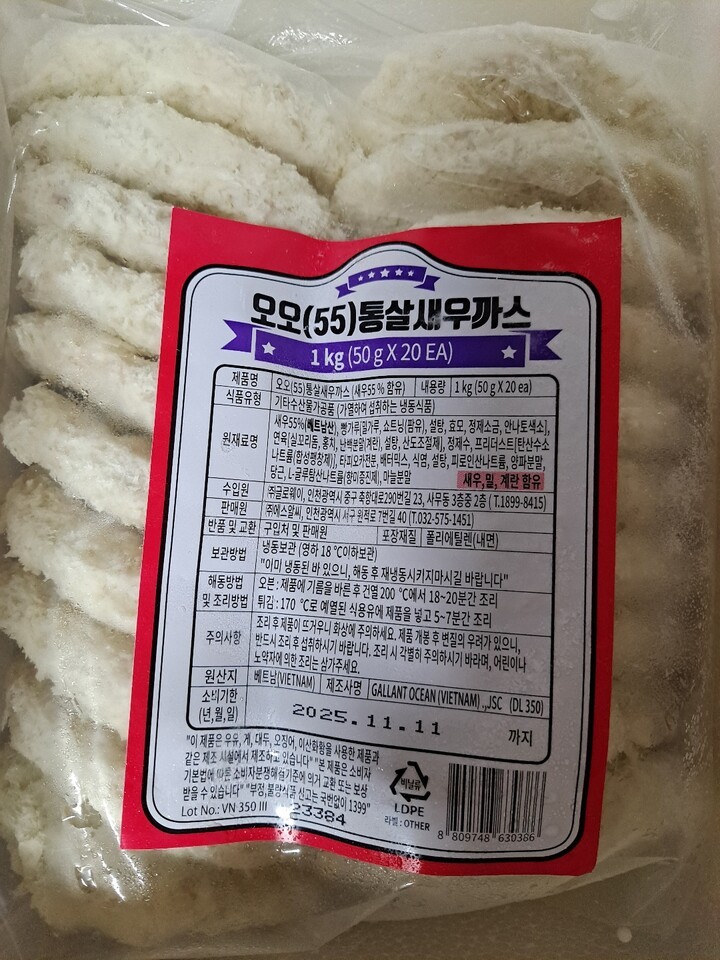 오오(55)통살새우까스
1 kg (50 g X 20 EA)
제품명 오오(55)통살새우까스 (새우55 % 함유) 내용량 1 kg (50 g X 20 ea)
식품유형 기타수산물가공품 (가열하여 섭취하는 냉동식품)
원재료명 새우55%(베트남산), 빵가루(밀가루, 쇼트닝(팜유), 설탕, 효모, 정제소금, 안나토색소),
연육[실꼬리돔, 홍치, 난백분말(계란), 설탕, 산도조절제], 정제수, 프리더스트[탄산수소
나트륨(합성팽창제)], 타피오카전분, 배터믹스, 식염, 설탕, 피로인산나트륨, 양파분말,
당근, L-글루탐산나트륨(향미증진제), 마늘분말
새우, 밀, 계란 함유
수입원 ㈜글로웨이, 인천광역시 중구 축항대로290번길 23, 사무동 3층중 2층 (T.1899-8415)
판매원 ㈜에스알씨, 인천광역시 서구 원적로 7번길 40 (T.032-575-1451)
반품 및 교환 구입처 및 판매원 포장재질 폴리에틸렌(내면)
보관방법 냉동보관 (영하 18 ℃이하보관)
"이미 냉동된 바 있으니, 해동 후 재냉동시키지마시길 바랍니다"
해동방법 및 조리방법 오븐 : 제품에 기름을 바른 후 건열 200 ℃에서 18~20분간 조리
튀김 : 170 ℃로 예열된 식용유에 제품을 넣고 5~7분간 조리
주의사항 조리 후 제품이 뜨거우니 화상에 주의하세요. 제품 개봉 후 변질의 우려가 있으니,
반드시 조리 후 섭취하시기 바랍니다. 조리 시 각별히 주의하시기 바라며, 어린이나
노약자에 의한 조리는 삼가주세요.
원산지 베트남(VIETNAM) 제조사명 GALLANT OCEAN (VIETNAM) .,JSC (DL 350)
소비기한
(년,월,일) 2025.11.11 까지
"이 제품은 우유, 게, 대두, 오징어, 이산화황을 사용한 제품과
같은 제조 시설에서 제조하고 있습니다" "본 제품은 소비자
기본법에 따른 소비자분쟁해결기준에 의거 교환 또는 보상
받을 수 있습니다" "부정,불량식품 신고는 국번없이 1399"
Lot No.: VN 350 III 23384
비닐류
LDPE
라벨 : OTHER
8 809748 630386